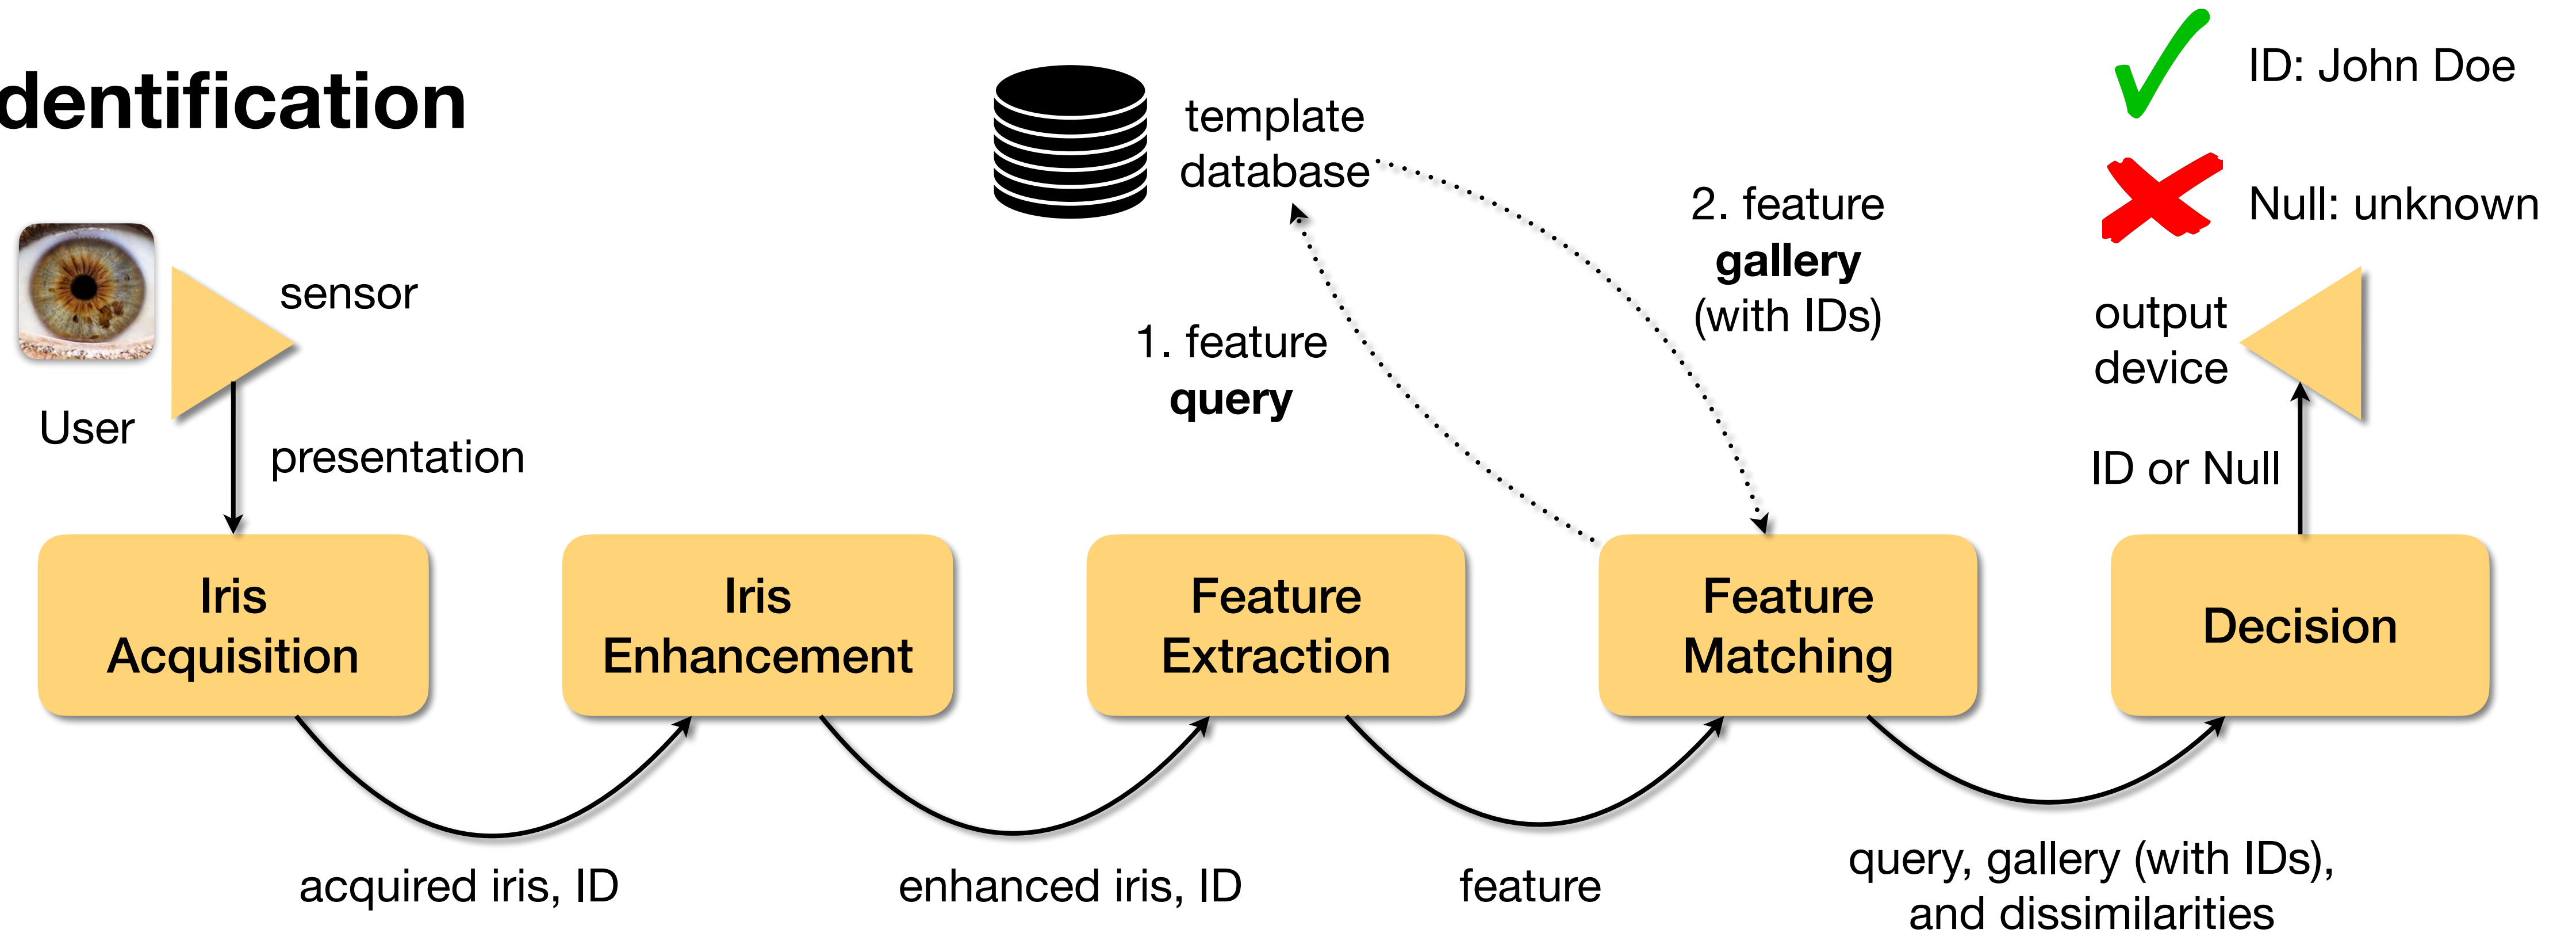 dentification
template
database
ID: John Doe
Null: unknown
sensor
User
presentation
1. feature
query
2. feature
gallery
(with IDs)
output
device
ID or Null
Iris
Acquisition
Iris
Enhancement
Feature
Extraction
Feature
Matching
Decision
acquired iris, ID
enhanced iris, ID
feature
query, gallery (with IDs),
and dissimilarities